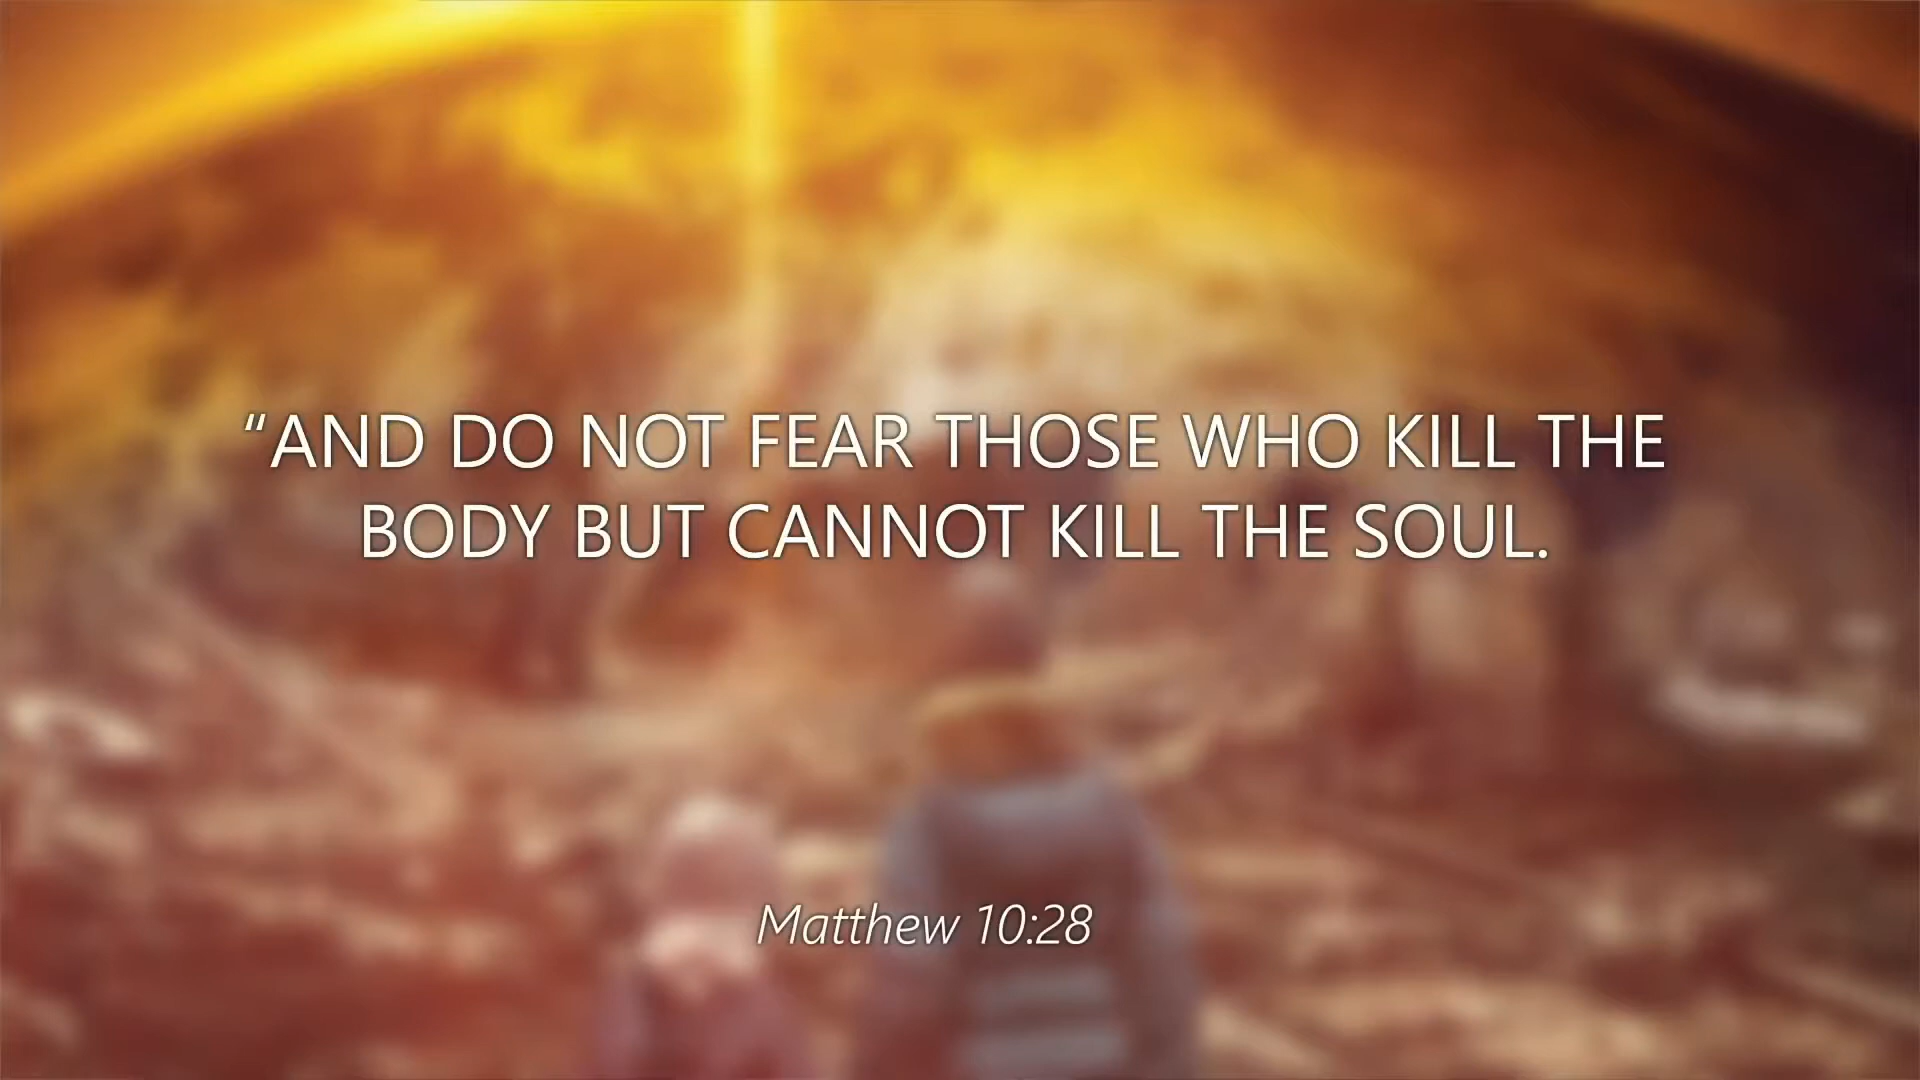 “AND DO NOT FEAR THOSE WHO KILL THE
BODY BUT CANNOT KILL THE SOUL.
Matthew 10:28